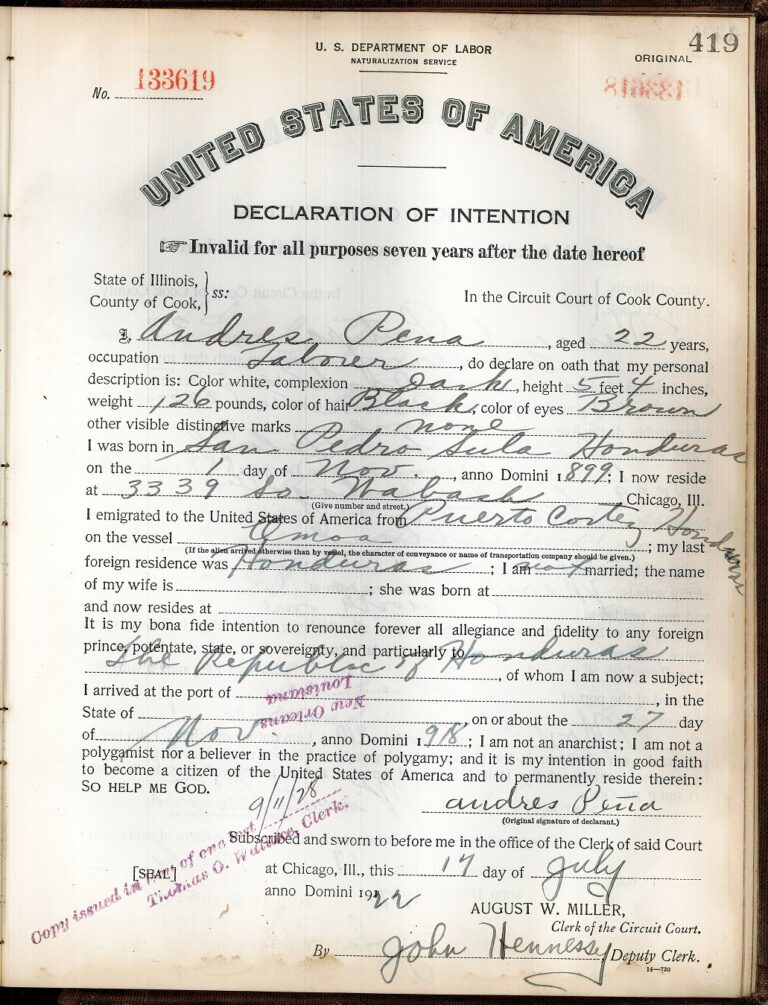 419
U. S. DEPARTMENT OF LABOR
NATURALIZATION SERVICE
ORIGINAL
No. 133619
133618
UNITED STATES OF AMERICA
DECLARATION OF INTENTION
☞ Invalid for all purposes seven years after the date hereof
State of Illinois,
County of Cook, ss:
In the Circuit Court of Cook County.
I, Andres Pena, aged 22 years,
occupation Laborer, do declare on oath that my personal
description is: Color white, complexion dark, height 5 feet 4 inches,
weight 126 pounds, color of hair Black, color of eyes Brown
other visible distinctive marks none
I was born in San Pedro Sula Honduras
on the 1 day of Nov., anno Domini 1899; I now reside
at 3339 So. Wabash, Chicago, Ill.
(Give number and street.)
I emigrated to the United States of America from Puerto Cortez Honduras
on the vessel Omoa; my last
(If the alien arrived otherwise than by vessel, the character of conveyance or name of transportation company should be given.)
foreign residence was Honduras; I am not married; the name
of my wife is; she was born at
and now resides at
It is my bona fide intention to renounce forever all allegiance and fidelity to any foreign
prince, potentate, state, or sovereignty, and particularly to
The Republic of Honduras, of whom I am now a subject;
I arrived at the port of New Orleans, in the
State of Louisiana, on or about the 27 day
of Nov., anno Domini 1918; I am not an anarchist; I am not a
polygamist nor a believer in the practice of polygamy; and it is my intention in good faith
to become a citizen of the United States of America and to permanently reside therein:
SO HELP ME GOD.
9/11/28
Andres Peña
(Original signature of declarant.)
Subscribed and sworn to before me in the office of the Clerk of said Court
[SEAL]
at Chicago, Ill., this 17 day of July
anno Domini 1922
Copy issued in lieu of one lost
Thomas O. Wallace, Clerk.
AUGUST W. MILLER,
Clerk of the Circuit Court.
By John Hennessy, Deputy Clerk.
14—730